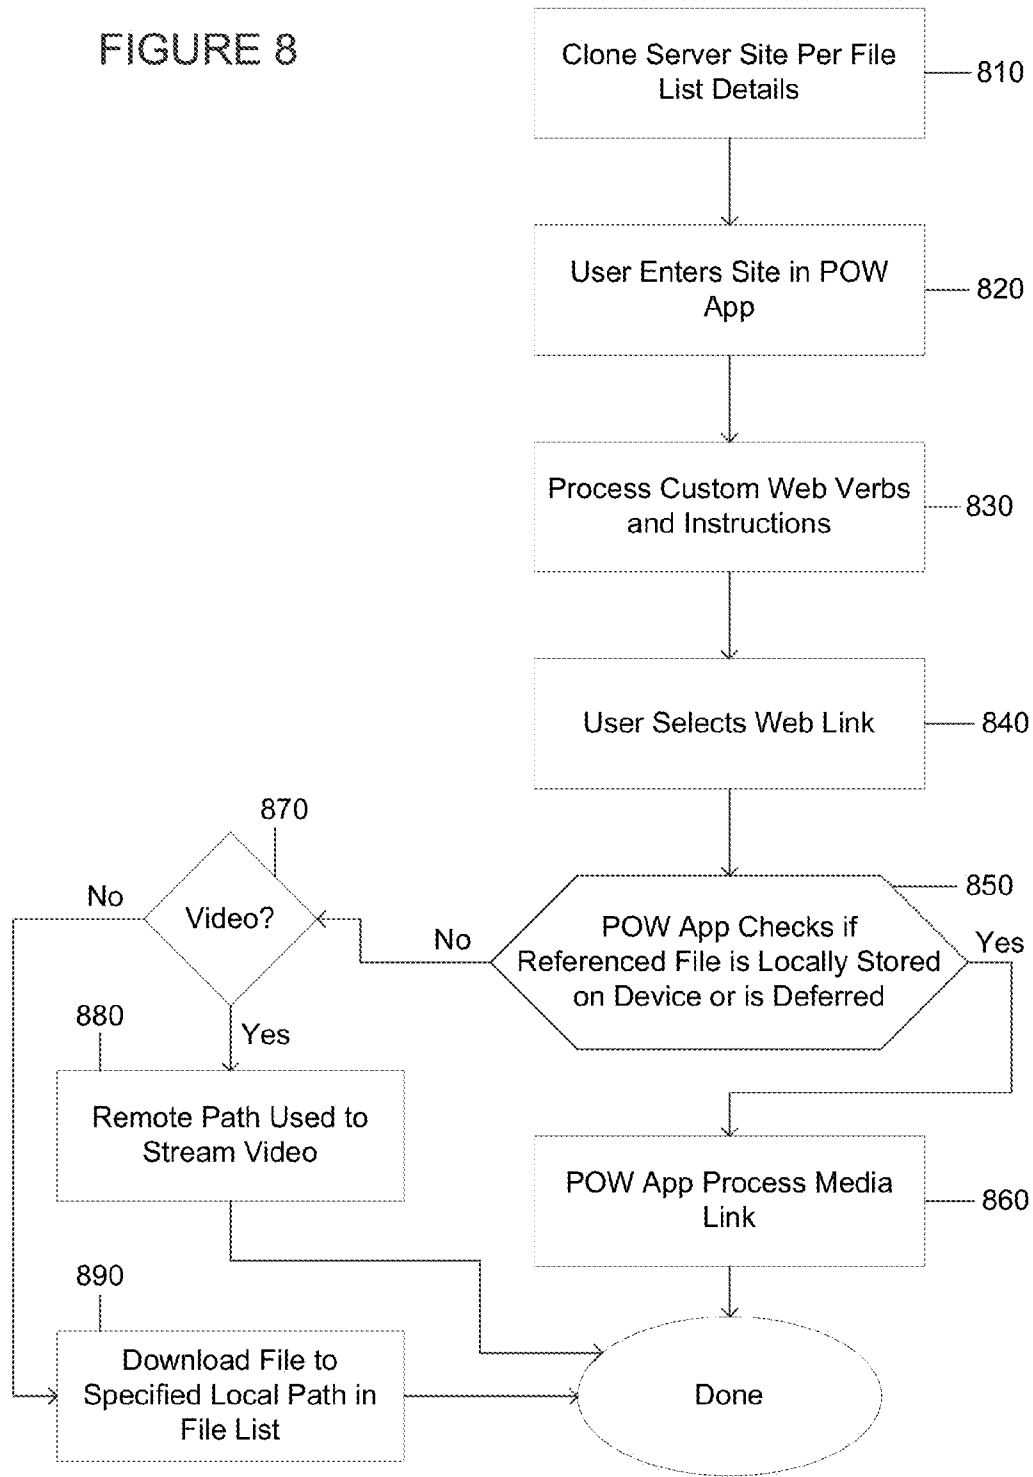 FIGURE 8
Clone Server Site Per File
List Details
810
User Enters Site in POW
App
820
Process Custom Web Verbs
and Instructions
830
User Selects Web Link
840
870
Video?
No
Yes
850
POW App Checks if
Referenced File is Locally Stored
on Device or is Deferred
No
Yes
880
Remote Path Used to
Stream Video
POW App Process Media
Link
860
890
Download File to
Specified Local Path in
File List
Done